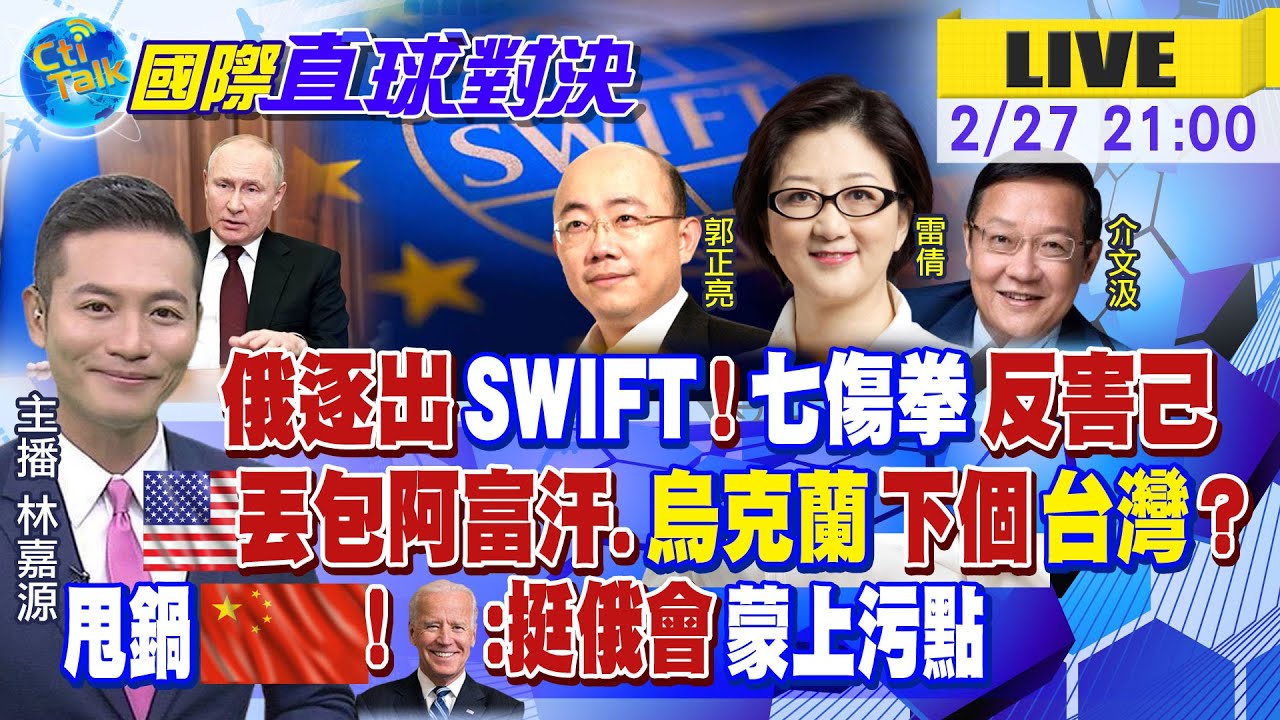 Cti Talk
國際直球對決
LIVE
2/27 21:00
SWIFT
郭正亮
雷倩
介文汲
主播 林嘉源
俄逐出SWIFT!七傷拳反害己
丟包阿富汗.烏克蘭下個台灣?
甩鍋!:挺俄會蒙上污點